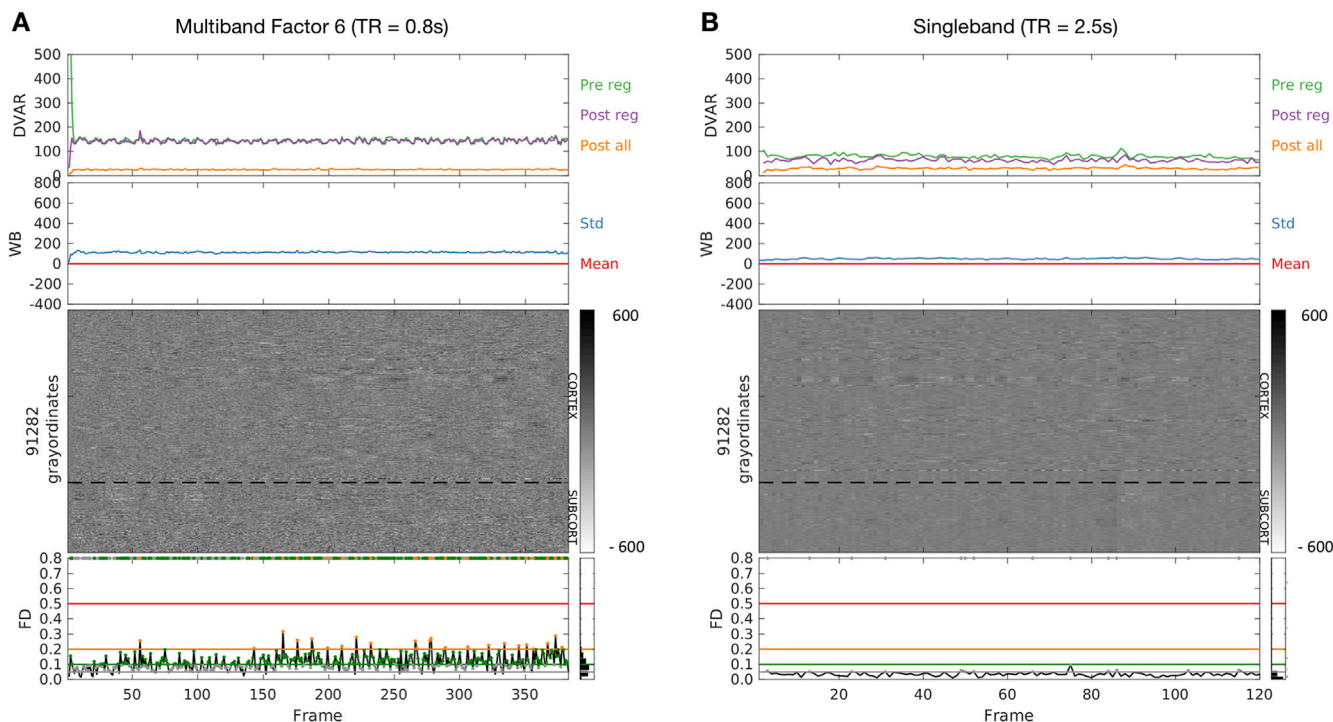 A
Multiband Factor 6 (TR = 0.8s)
500
400
300
200
100
0
DVAR
Pre reg
Post reg
Post all
800
600
400
200
0
-200
-400
WB
Std
Mean
91282
grayordinates
CORTEX
SUBCORT
600
- 600
0.8
0.7
0.6
0.5
0.4
0.3
0.2
0.1
0.0
FD
50
100
150
200
250
300
350
Frame
B
Singleband (TR = 2.5s)
500
400
300
200
100
0
DVAR
Pre reg
Post reg
Post all
800
600
400
200
0
-200
-400
WB
Std
Mean
91282
grayordinates
CORTEX
SUBCORT
600
- 600
0.8
0.7
0.6
0.5
0.4
0.3
0.2
0.1
0.0
FD
20
40
60
80
100
120
Frame